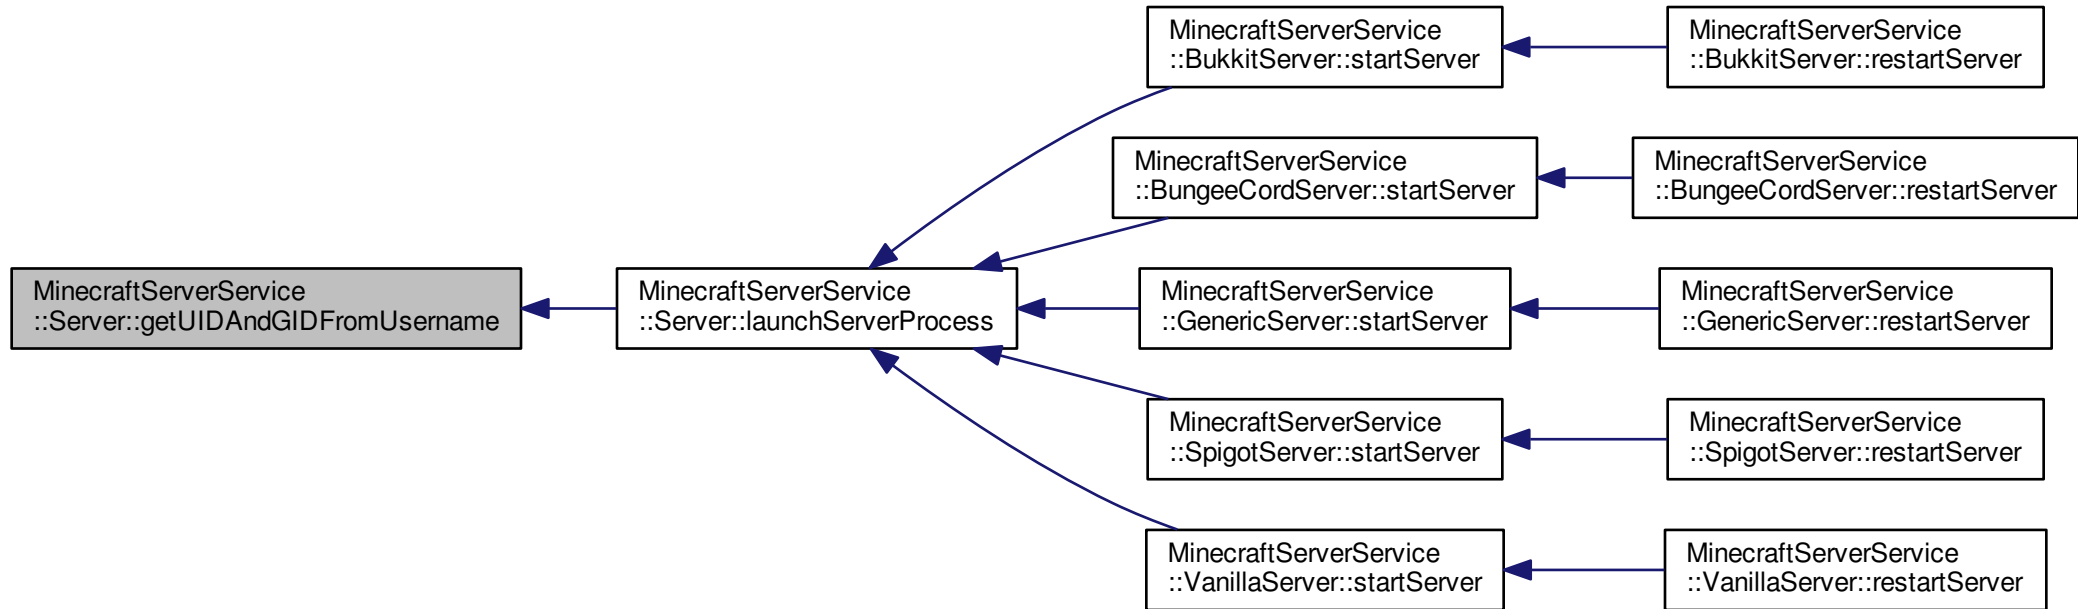 MinecraftServerService
::BukkitServer::startServer
MinecraftServerService
::BukkitServer::restartServer
MinecraftServerService
::BungeeCordServer::startServer
MinecraftServerService
::BungeeCordServer::restartServer
MinecraftServerService
::Server::getUIDAndGIDFromUsername
MinecraftServerService
::Server::launchServerProcess
MinecraftServerService
::GenericServer::startServer
MinecraftServerService
::GenericServer::restartServer
MinecraftServerService
::SpigotServer::startServer
MinecraftServerService
::SpigotServer::restartServer
MinecraftServerService
::VanillaServer::startServer
MinecraftServerService
::VanillaServer::restartServer